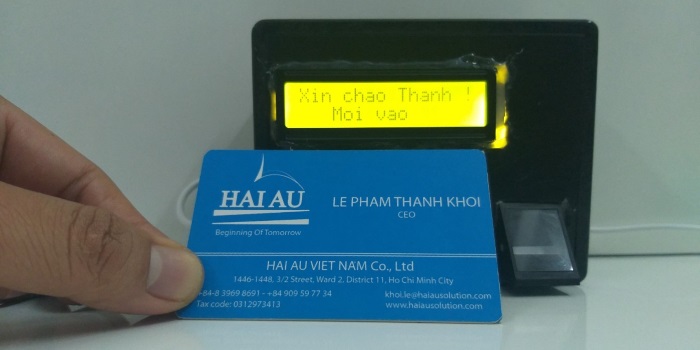 Xin chao Thanh !
Moi vao
HAI AU
Beginning Of Tomorrow
LE PHAM THANH KHOI
CEO
HAI AU VIET NAM Co., Ltd
1446-1448, 3/2 Street, Ward 2, District 11, Ho Chi Minh City
+84-8 3969 8691 - +84 909 59 77 34
khoi.le@haiausolution.com
Tax code: 0312973413
www.haiausolution.com